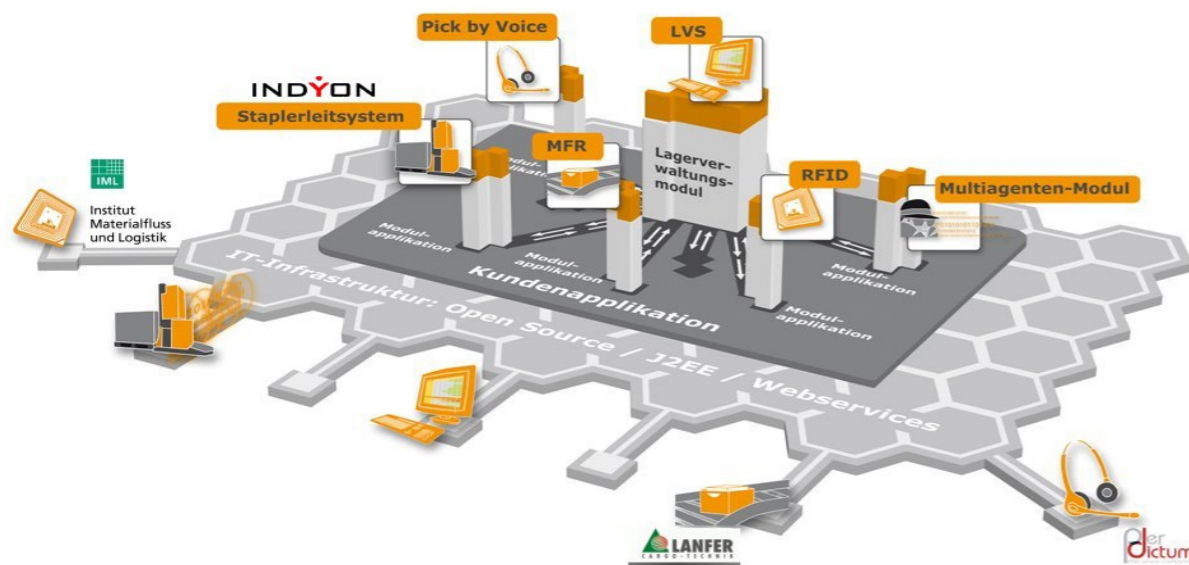 Pick by Voice
LVS
INDYON
Staplerleitsystem
MFR
Lagerver-
waltungs-
modul
RFID
Multiagenten-Modul
IML
Institut
Materialfluss
und Logistik
Modul-
applikation
Modul-
applikation
Modul-
applikation
Modul-
applikation
Modul-
applikation
Kundenapplikation
IT-Infrastruktur: Open Source / J2EE / Webservices
LANFER
CARGO-TECHNIK
perdictum